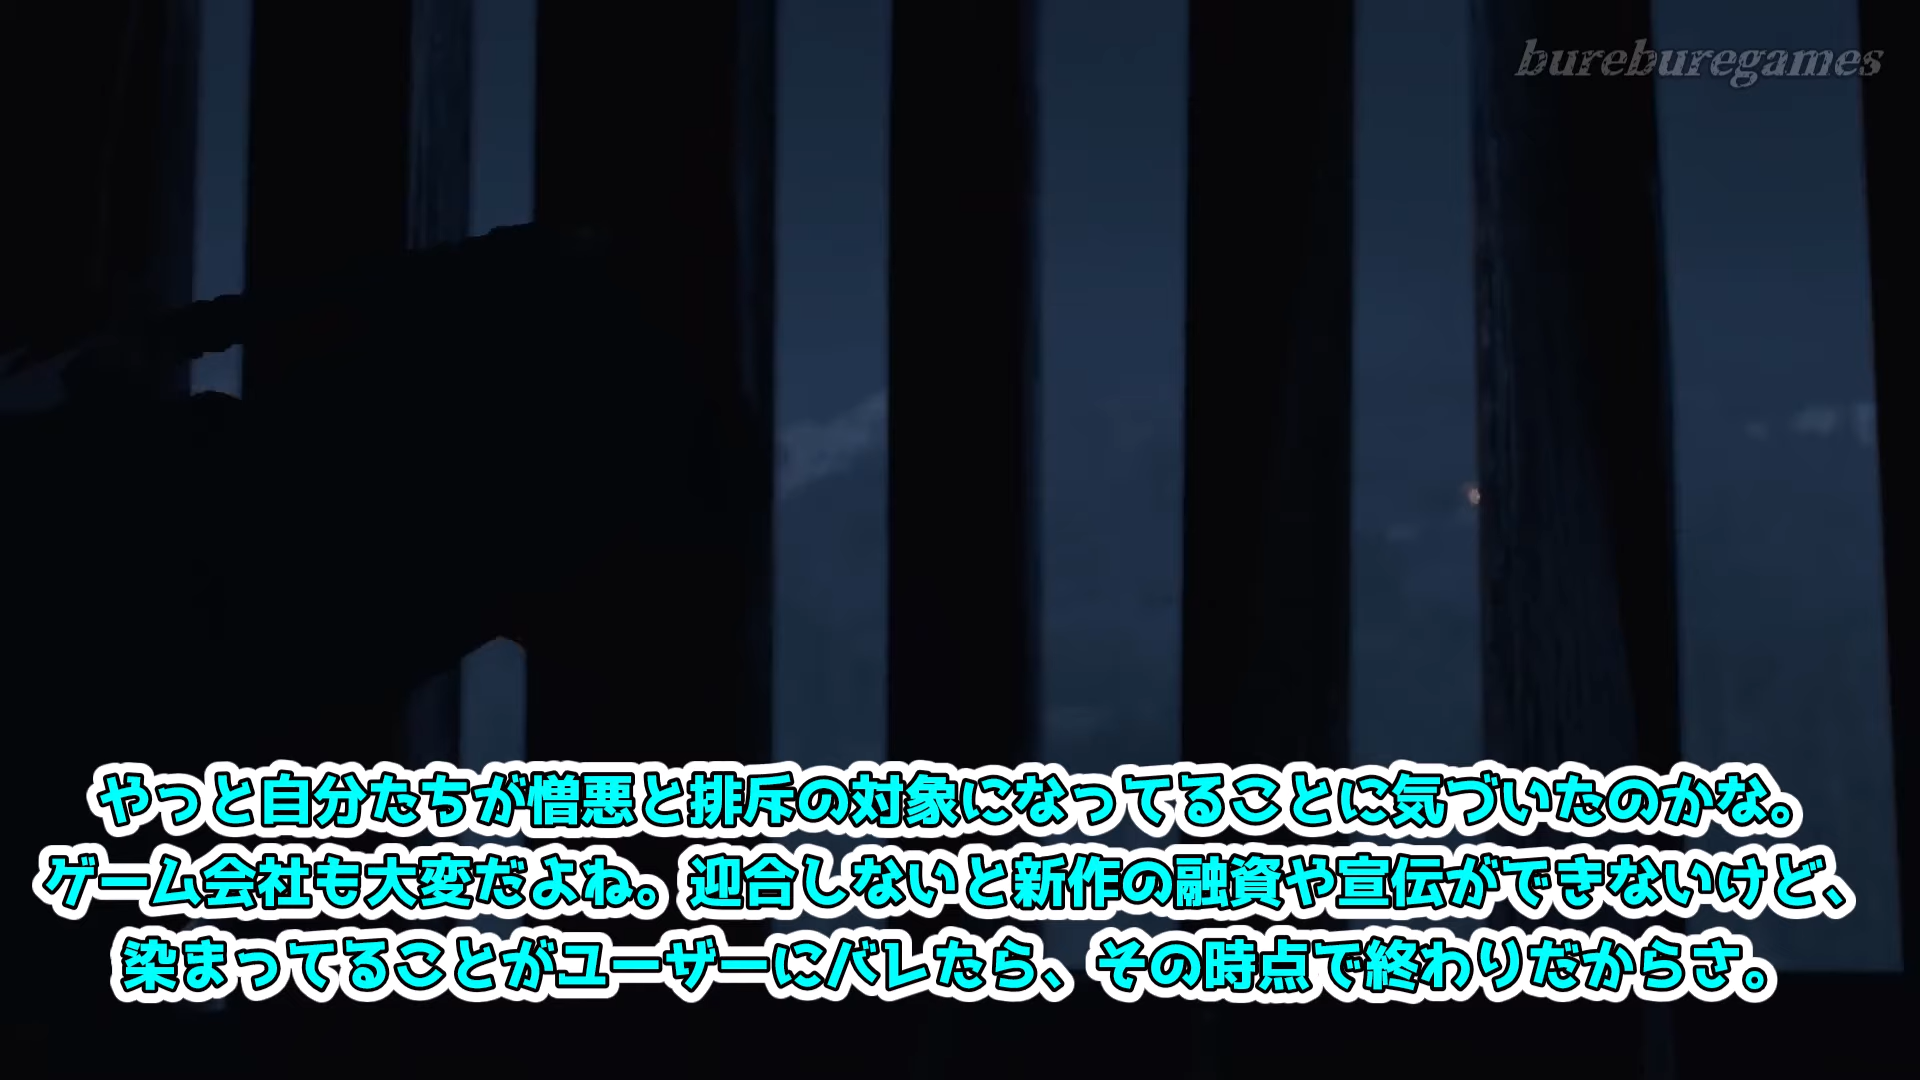 bureburegames
やっと自分たちが憎悪と排斥の対象になってることに気づいたのかな。
ゲーム会社も大変だよね。迎合しないと新作の融資や宣伝ができないけど、
染まってることがユーザーにバレたら、その時点で終わりだからさ。